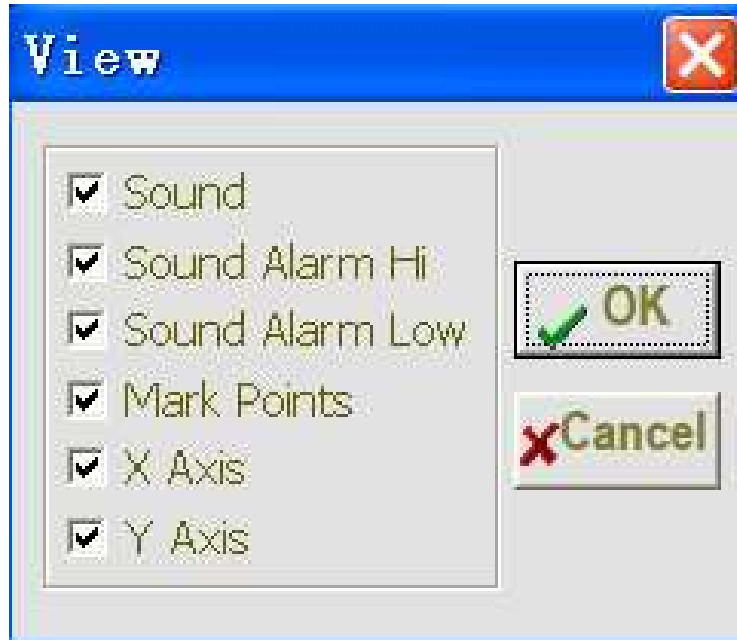 View
Sound
Sound Alarm Hi
Sound Alarm Low
Mark Points
X Axis
Y Axis
OK
Cancel